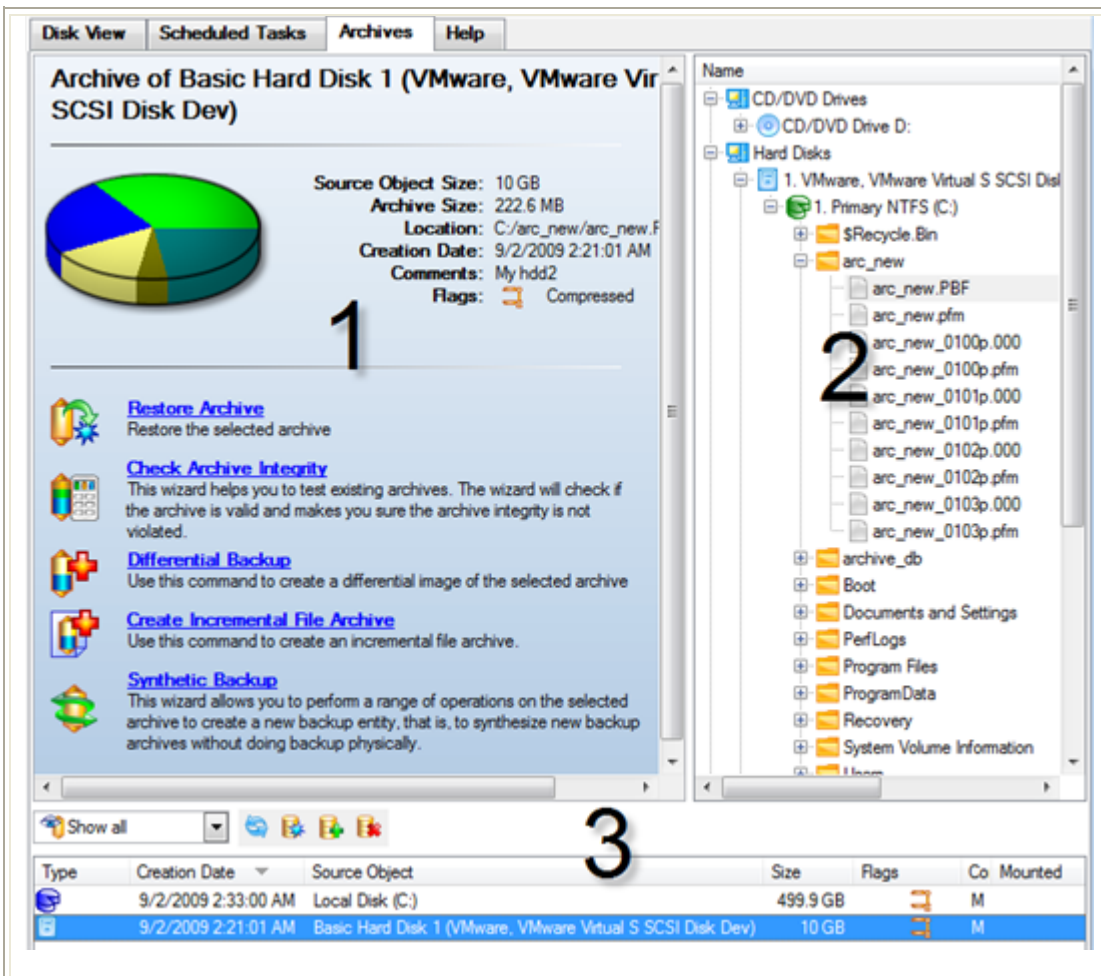 Disk View Scheduled Tasks Archives Help
Archive of Basic Hard Disk 1 (VMware, VMware Vir
SCSI Disk Dev)
Source Object Size: 10 GB
Archive Size: 222.6 MB
Location: C:/arc_new/arc_new.F
Creation Date: 9/2/2009 2:21:01 AM
Comments: My hdd2
Flags: Compressed
1
Restore Archive
Restore the selected archive
Check Archive Integrity
This wizard helps you to test existing archives. The wizard will check if
the archive is valid and makes you sure the archive integrity is not
violated.
Differential Backup
Use this command to create a differential image of the selected archive
Create Incremental File Archive
Use this command to create an incremental file archive.
Synthetic Backup
This wizard allows you to perform a range of operations on the selected
archive to create a new backup entity, that is, to synthesize new backup
archives without doing backup physically.
Name
CD/DVD Drives
CD/DVD Drive D:
Hard Disks
1. VMware, VMware Virtual S SCSI Disl
1. Primary NTFS (C:)
$Recycle.Bin
arc_new
arc_new.PBF
arc_new.pfm
2
arc_new_0100p.000
arc_new_0100p.pfm
arc_new_0101p.000
arc_new_0101p.pfm
arc_new_0102p.000
arc_new_0102p.pfm
arc_new_0103p.000
arc_new_0103p.pfm
archive_db
Boot
Documents and Settings
PerfLogs
Program Files
ProgramData
Recovery
System Volume Information
Users
Show all
3
Type Creation Date Source Object Size Flags Co Mounted
9/2/2009 2:33:00 AM Local Disk (C:) 499.9 GB M
9/2/2009 2:21:01 AM Basic Hard Disk 1 (VMware, VMware Virtual S SCSI Disk Dev) 10 GB M